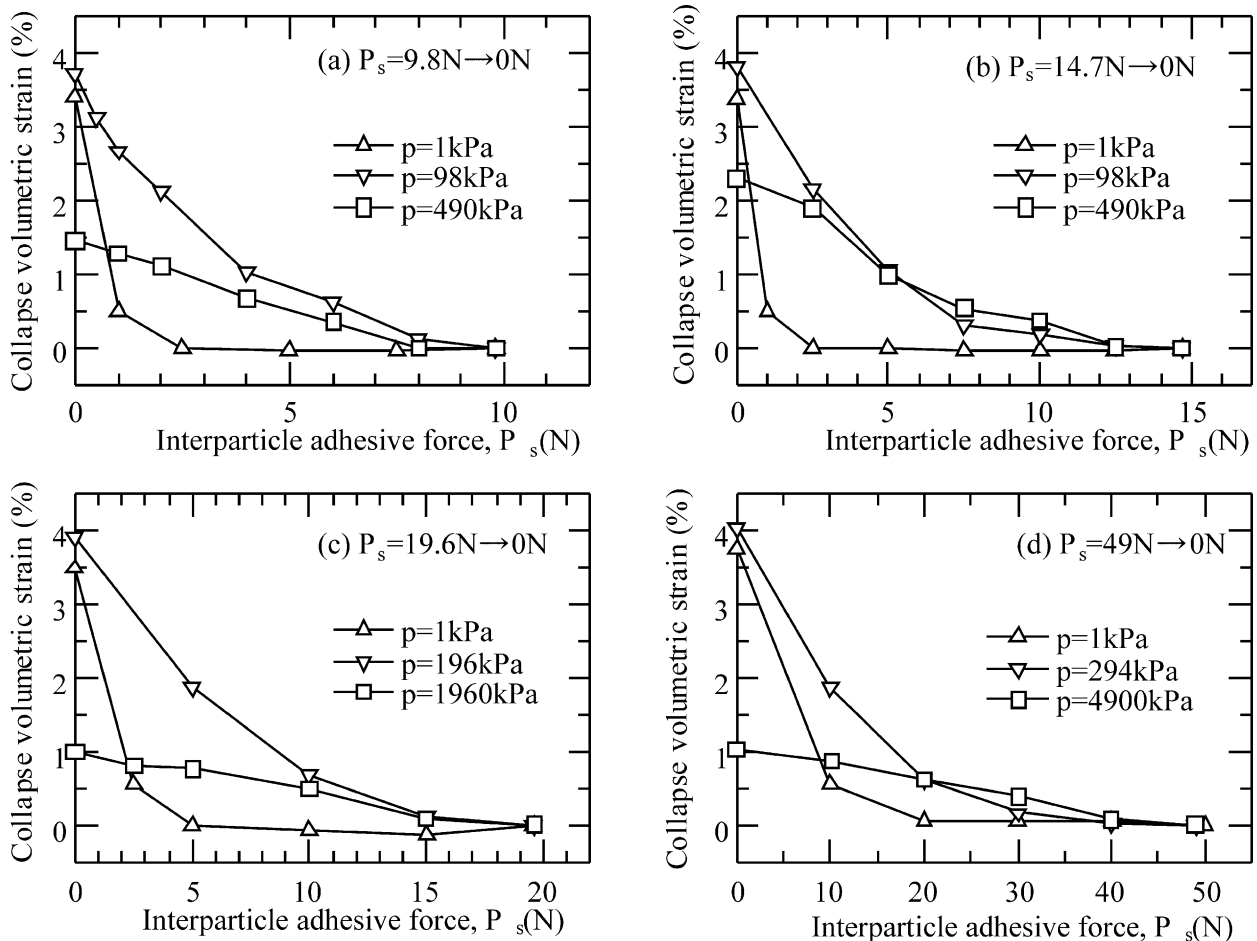 Collapse volumetric strain (%)
4
3
2
1
0
(a) Ps=9.8N→0N
p=1kPa
p=98kPa
p=490kPa
0 5 10
Interparticle adhesive force, P s(N)
Collapse volumetric strain (%)
4
3
2
1
0
(b) Ps=14.7N→0N
p=1kPa
p=98kPa
p=490kPa
0 5 10 15
Interparticle adhesive force, P s(N)
Collapse volumetric strain (%)
4
3
2
1
0
(c) Ps=19.6N→0N
p=1kPa
p=196kPa
p=1960kPa
0 5 10 15 20
Interparticle adhesive force, P s(N)
Collapse volumetric strain (%)
4
3
2
1
0
(d) Ps=49N→0N
p=1kPa
p=294kPa
p=4900kPa
0 10 20 30 40 50
Interparticle adhesive force, P s(N)